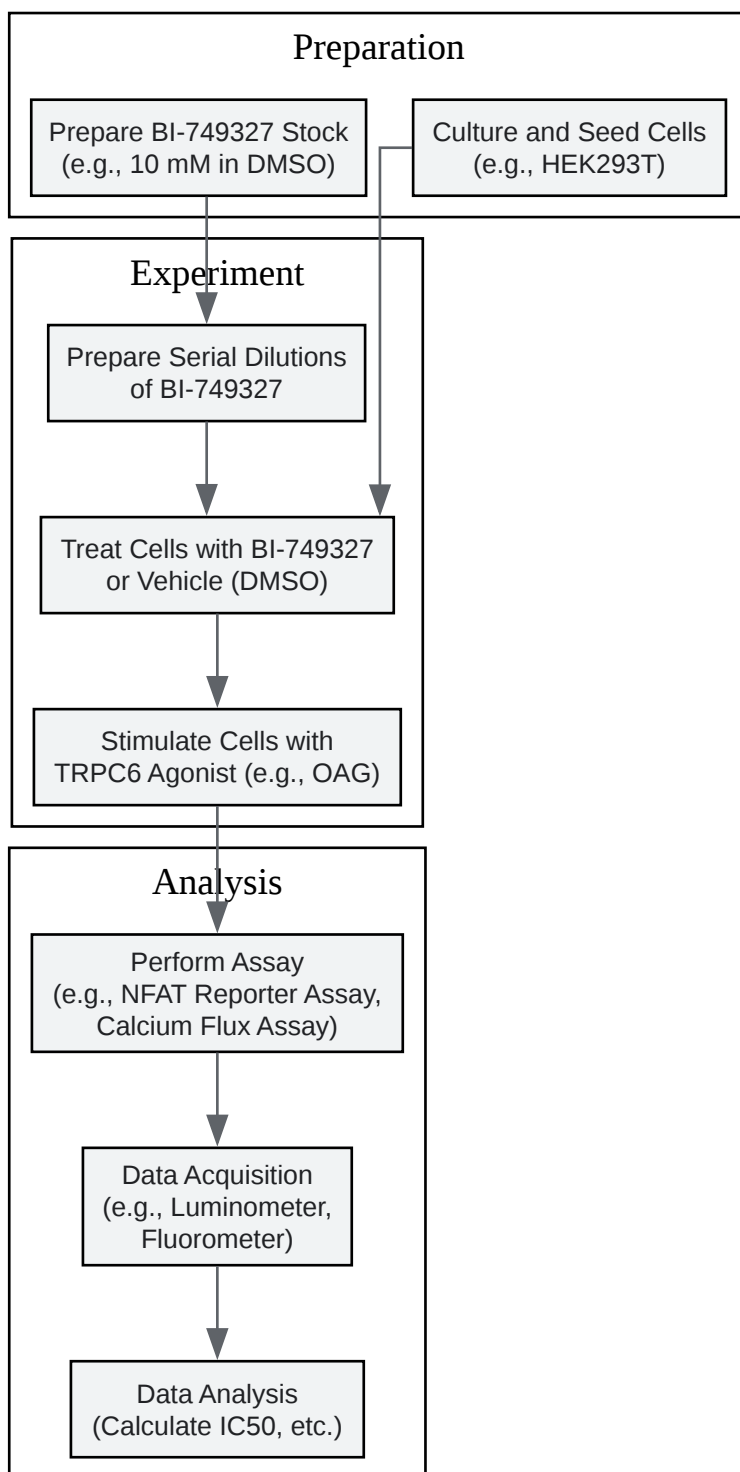 Preparation
Prepare BI-749327 Stock
(e.g., 10 mM in DMSO)
Culture and Seed Cells
(e.g., HEK293T)
Experiment
Prepare Serial Dilutions
of BI-749327
Treat Cells with BI-749327
or Vehicle (DMSO)
Stimulate Cells with
TRPC6 Agonist (e.g., OAG)
Analysis
Perform Assay
(e.g., NFAT Reporter Assay,
Calcium Flux Assay)
Data Acquisition
(e.g., Luminometer,
Fluorometer)
Data Analysis
(Calculate IC50, etc.)